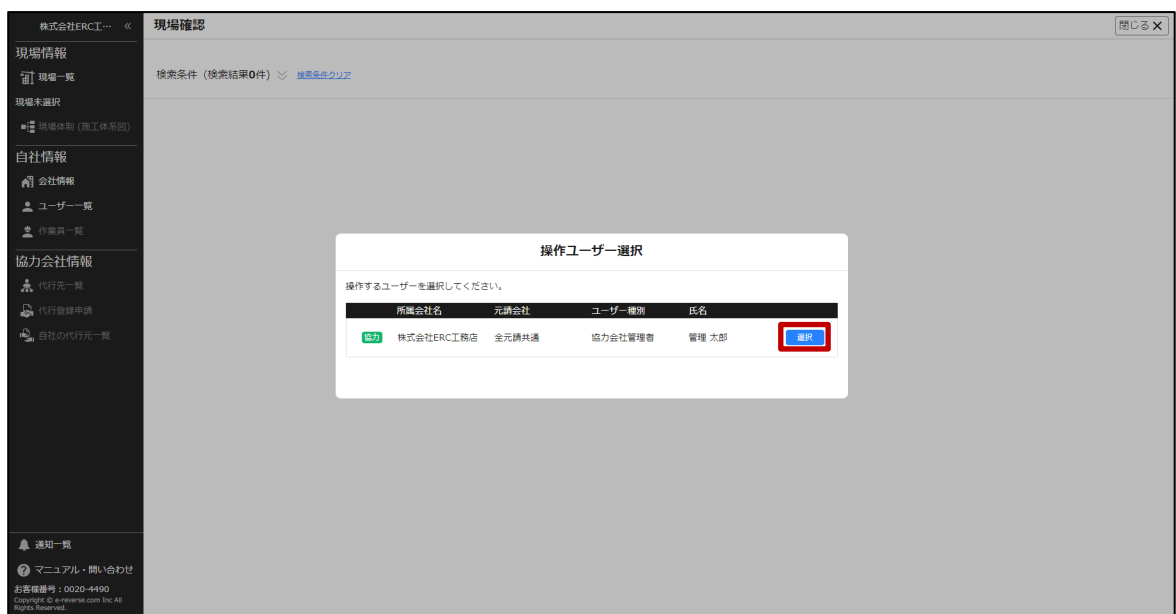 株式会社ERC工… «
現場情報
現場一覧
現場未選択
現場体制 (施工体系図)
自社情報
会社情報
ユーザー一覧
作業員一覧
協力会社情報
代行先一覧
代行登録申請
自社の代行元一覧
通知一覧
マニュアル・問い合わせ
お客様番号：0020-4490
Copyright © e-reverse.com Inc All
Rights Reserved.
現場確認
閉じる X
検索条件（検索結果0件） 検索条件クリア
操作ユーザー選択
操作するユーザーを選択してください。
所属会社名 元請会社 ユーザー種別 氏名
協力 株式会社ERC工務店 全元請共通 協力会社管理者 管理 太郎 選択